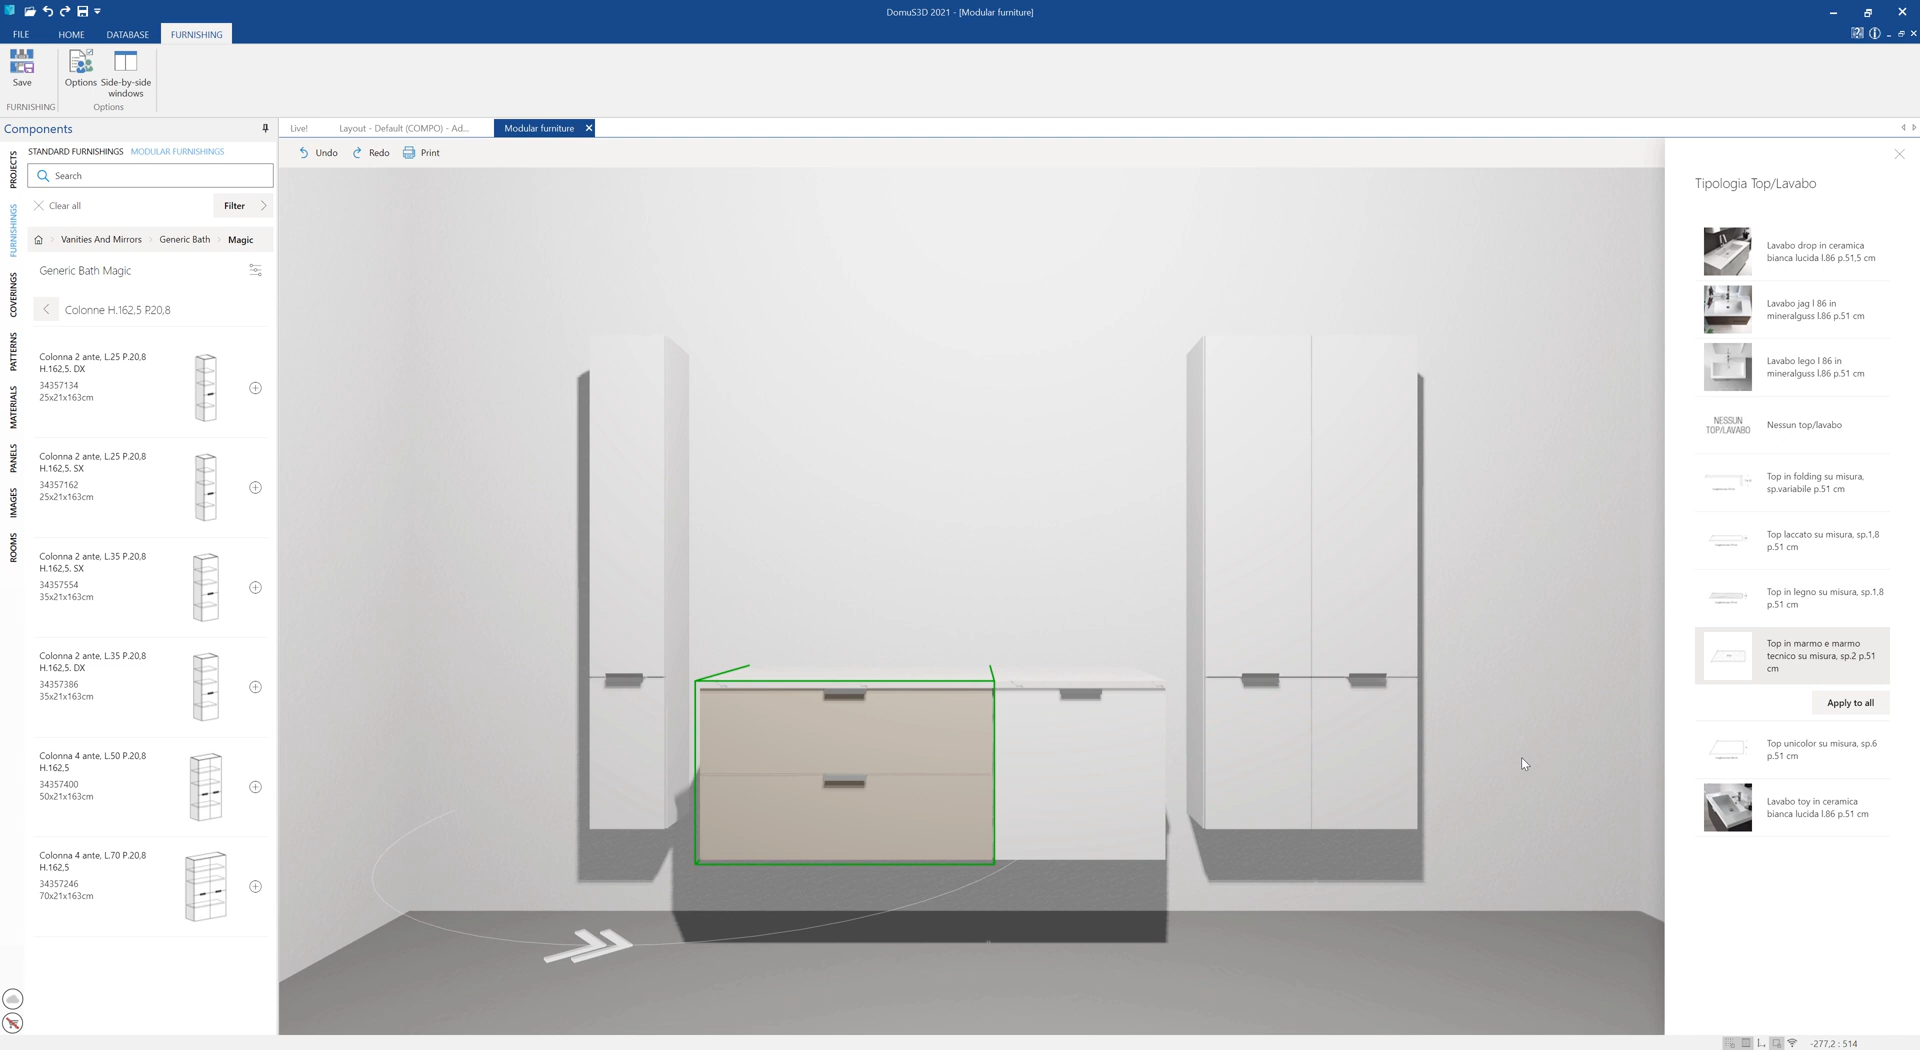 DomuS3D 2021 - [Modular furniture]
FILE
HOME
DATABASE
FURNISHING
Save
Options
Side-by-side
windows
FURNISHING
Options
Components
Live!
Layout - Default (COMPO) - Ad...
Modular furniture
STANDARD FURNISHINGS
MODULAR FURNISHINGS
Undo
Redo
Print
PROJECTS
FURNISHINGS
COVERINGS
PATTERNS
MATERIALS
PANELS
IMAGES
ROOMS
Search
Clear all
Filter
Vanities And Mirrors
Generic Bath
Magic
Generic Bath Magic
Colonne H.162,5 P.20,8
Colonna 2 ante, L.25 P.20,8
H.162,5. DX
34357134
25x21x163cm
Colonna 2 ante, L.25 P.20,8
H.162,5. SX
34357162
25x21x163cm
Colonna 2 ante, L.35 P.20,8
H.162,5. SX
34357554
35x21x163cm
Colonna 2 ante, L.35 P.20,8
H.162,5. DX
34357386
35x21x163cm
Colonna 4 ante, L.50 P.20,8
H.162,5
34357400
50x21x163cm
Colonna 4 ante, L.70 P.20,8
H.162,5
34357246
70x21x163cm
Tipologia Top/Lavabo
Lavabo drop in ceramica
bianca lucida l.86 p.51,5 cm
Lavabo jag l 86 in
mineralguss l.86 p.51 cm
Lavabo lego l 86 in
mineralguss l.86 p.51 cm
NESSUN
TOP/LAVABO
Nessun top/lavabo
Top in folding su misura,
sp.variabile p.51 cm
Top laccato su misura, sp.1,8
p.51 cm
Top in legno su misura, sp.1,8
p.51 cm
Top in marmo e marmo
tecnico su misura, sp.2 p.51
cm
Apply to all
Top unicolor su misura, sp.6
p.51 cm
Lavabo toy in ceramica
bianca lucida l.86 p.51 cm
-277,2 : 514